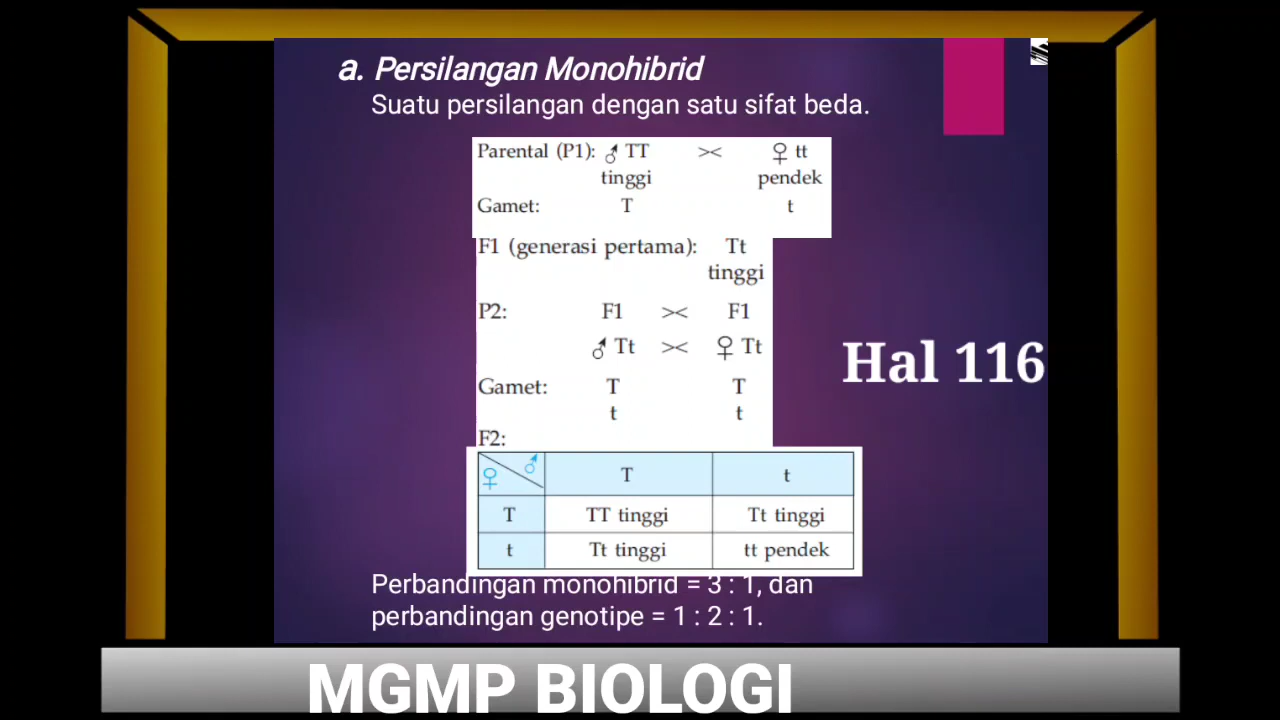 a. Persilangan Monohibrid
Suatu persilangan dengan satu sifat beda.
Parental (P1): ♂ TT >< ♀ tt
tinggi pendek
Gamet: T t
F1 (generasi pertama): Tt
tinggi
P2: F1 >< F1
♂ Tt >< ♀ Tt
Gamet: T T
t t
F2:
♀ ♂ T t
T TT tinggi Tt tinggi
t Tt tinggi tt pendek
Perbandingan monohibrid = 3 : 1, dan
perbandingan genotipe = 1 : 2 : 1.
Hal 116
MGMP BIOLOGI